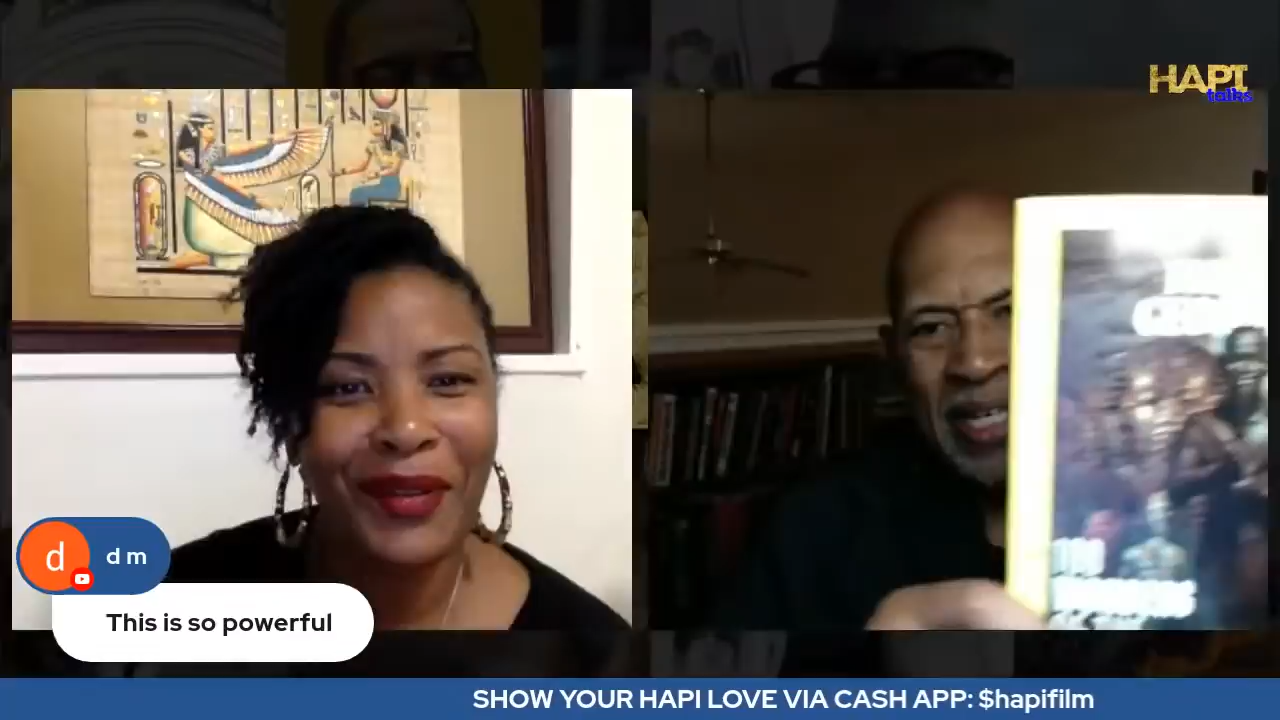 HAPI
talks
d
d m
This is so powerful
SHOW YOUR HAPI LOVE VIA CASH APP: $hapifilm